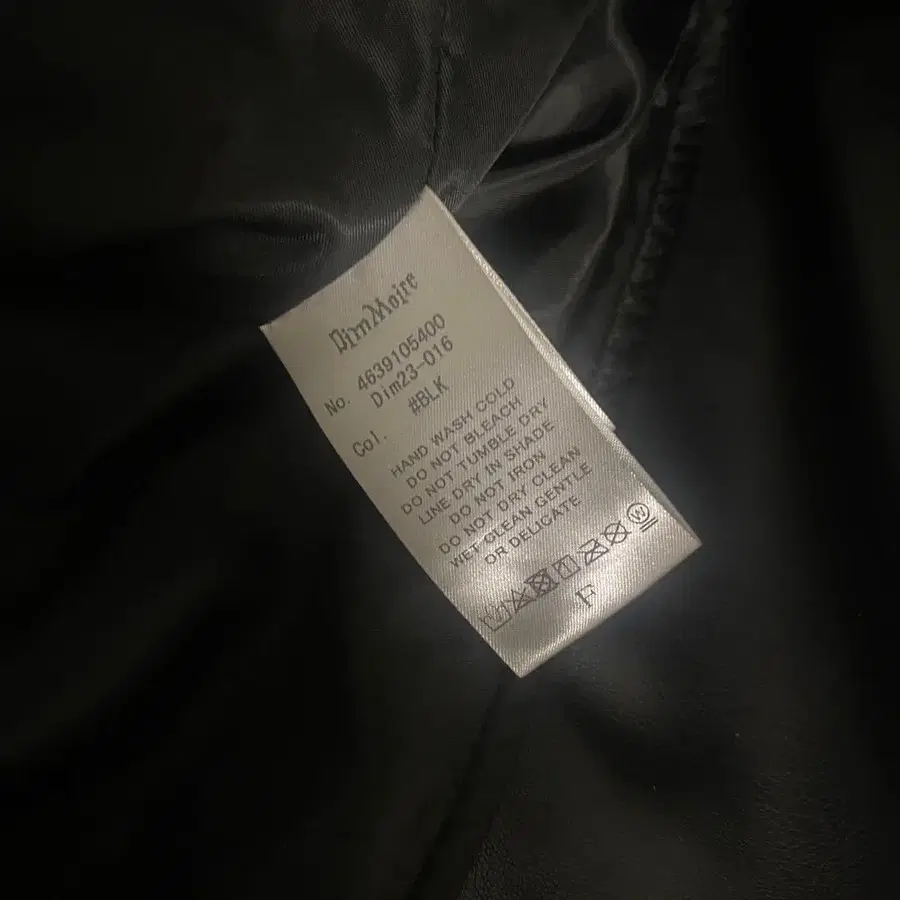 DimMoire
No. 4639105400
Dim23-016
Col. #BLK
HAND WASH COLD
DO NOT BLEACH
DO NOT TUMBLE DRY
LINE DRY IN SHADE
DO NOT IRON
DO NOT DRY CLEAN
WET CLEAN GENTLE
OR DELICATE
W
F